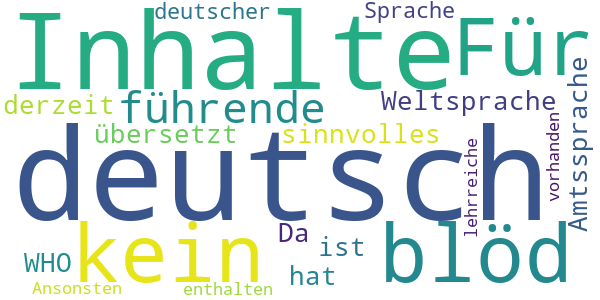 deutscher Sprache
Inhalte Für
derzeit führende Weltsprache
Amtssprache
übersetzt sinnvolles
deutsch
vorhanden
lehrreiche
kein Da ist blöd
WHO hat
Ansonsten enthalten